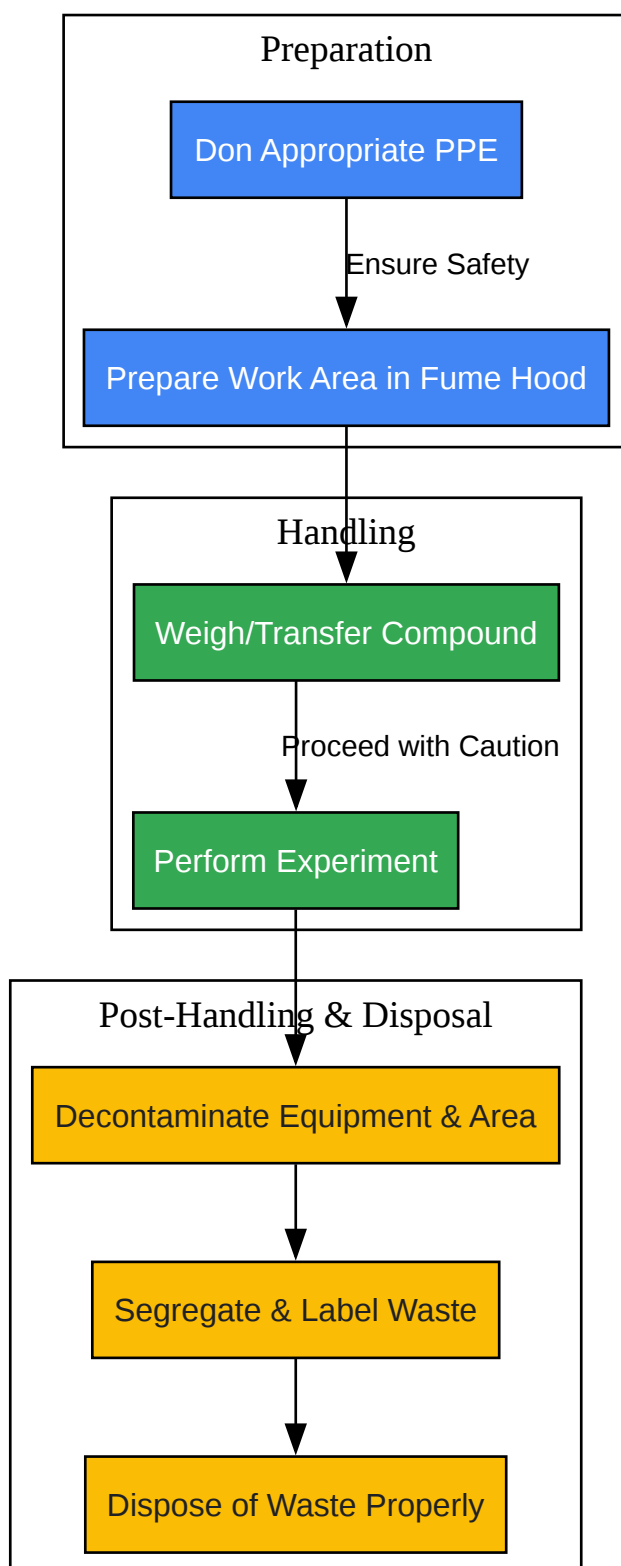 Preparation
Don Appropriate PPE
Ensure Safety
Prepare Work Area in Fume Hood
Handling
Weigh/Transfer Compound
Proceed with Caution
Perform Experiment
Post-Handling & Disposal
Decontaminate Equipment & Area
Segregate & Label Waste
Dispose of Waste Properly